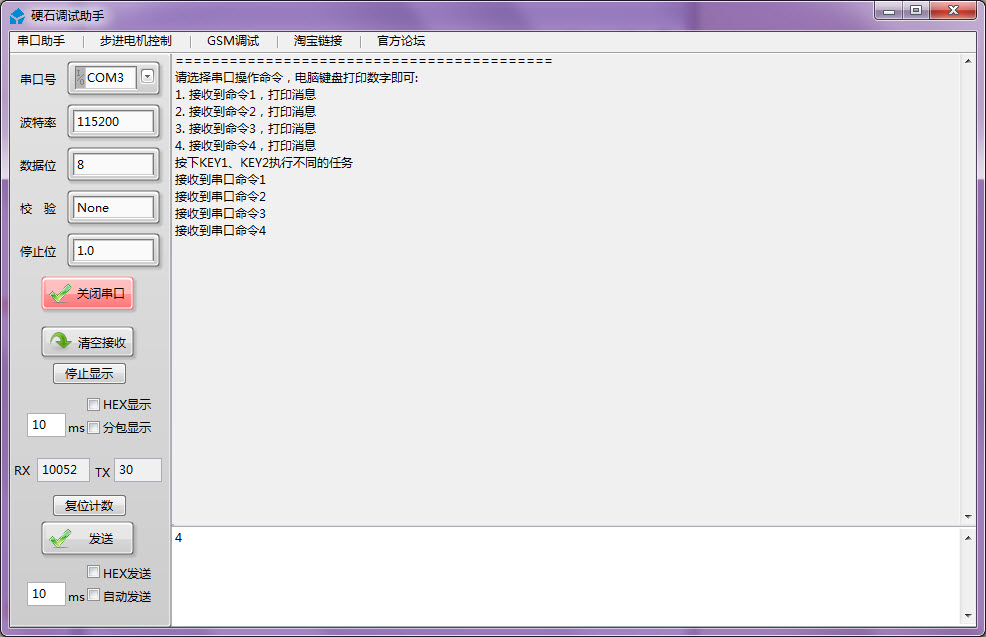 硬石调试助手
串口助手 | 步进电机控制 | GSM调试 | 淘宝链接 | 官方论坛
串口号 COM3
波特率 115200
数据位 8
校 验 None
停止位 1.0
关闭串口
清空接收
停止显示
HEX显示
10 ms 分包显示
RX 10052 TX 30
复位计数
发送
HEX发送
10 ms 自动发送
==========================================
请选择串口操作命令，电脑键盘打印数字即可:
1. 接收到命令1，打印消息
2. 接收到命令2，打印消息
3. 接收到命令3，打印消息
4. 接收到命令4，打印消息
按下KEY1、KEY2执行不同的任务
接收到串口命令1
接收到串口命令2
接收到串口命令3
接收到串口命令4
4